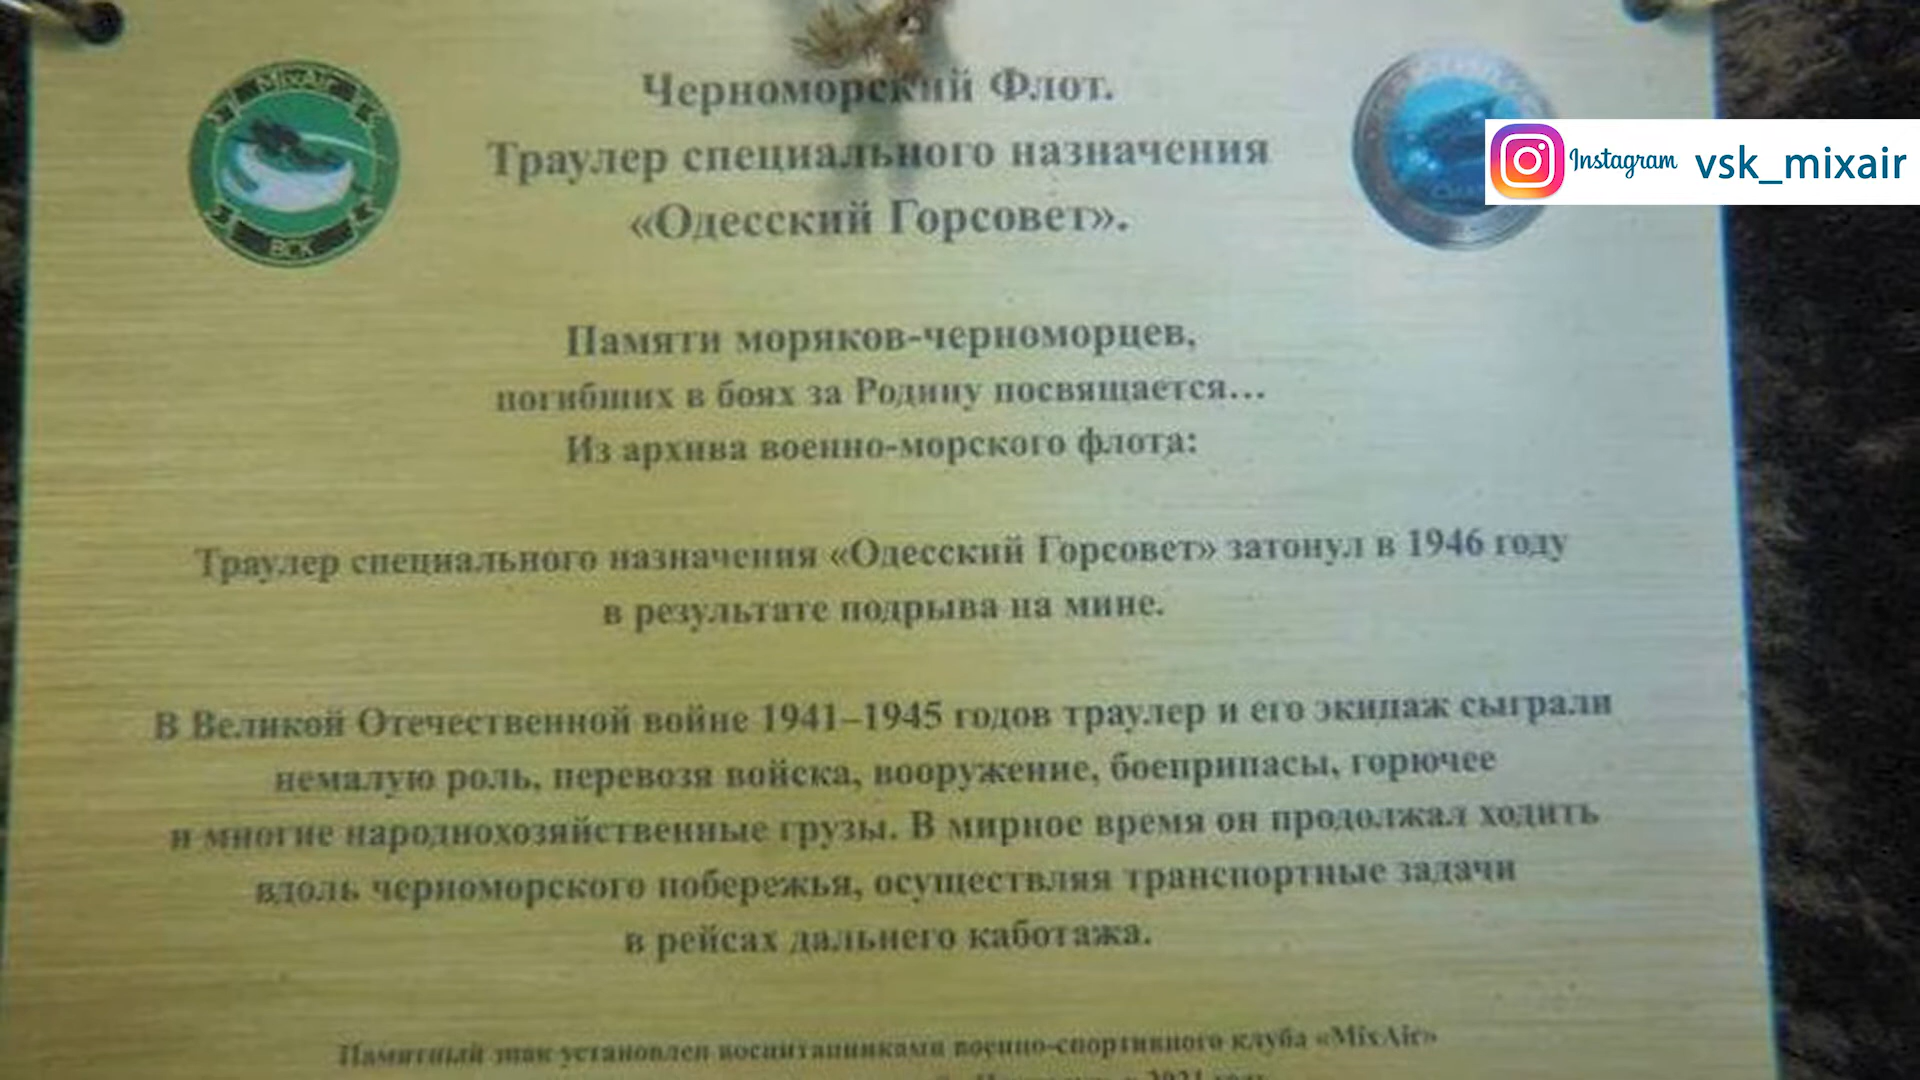 MixAir
ВСК
Черноморский Флот.
Траулер специального назначения
«Одесский Горсовет».
Instagram vsk_mixair
Памяти моряков-черноморцев,
погибших в боях за Родину посвящается...
Из архива военно-морского флота:
Траулер специального назначения «Одесский Горсовет» затонул в 1946 году
в результате подрыва на мине.
В Великой Отечественной войне 1941–1945 годов траулер и его экипаж сыграли
немалую роль, перевозя войска, вооружение, боеприпасы, горючее
и многие народнохозяйственные грузы. В мирное время он продолжал ходить
вдоль черноморского побережья, осуществляя транспортные задачи
в рейсах дальнего каботажа.
Памятный знак установлен воспитанниками военно-спортивного клуба «MixAir»
в 2021 году